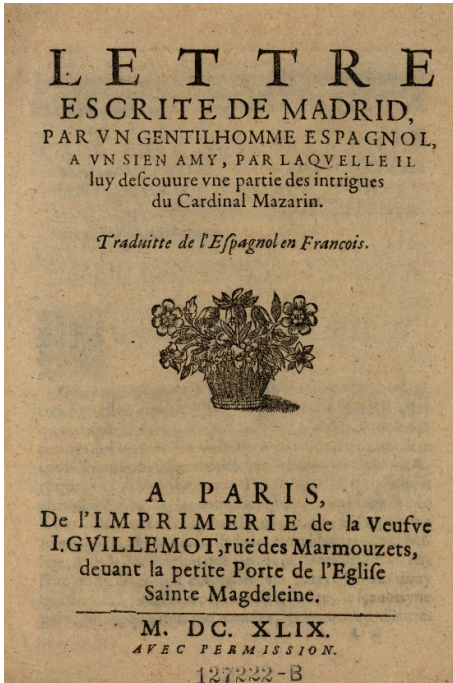 LETTRE
ESCRITE DE MADRID,
PAR VN GENTILHOMME ESPAGNOL,
A VN SIEN AMY, PAR LAQVELLE IL
luy deſcouure vne partie des intrigues
du Cardinal Mazarin.
Traduitte de l'Eſpagnol en Francois.
A PARIS,
De l'IMPRIMERIE de la Veufve
I. GVILLEMOT, ruë des Marmouzets,
deuant la petite Porte de l'Egliſe
Sainte Magdeleine.
M. DC. XLIX.
AVEC PERMISSION.
127222-B